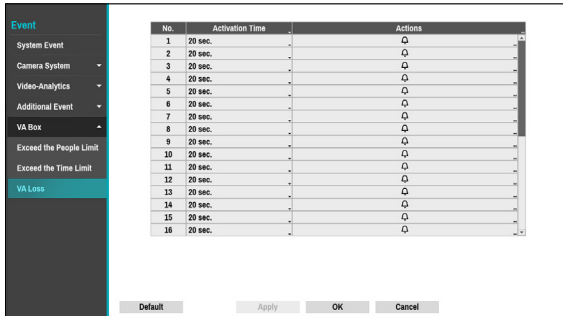 Event
System Event
Camera System
Video-Analytics
Additional Event
VA Box
Exceed the People Limit
Exceed the Time Limit
VA Loss
No. Activation Time Actions
1 20 sec.
2 20 sec.
3 20 sec.
4 20 sec.
5 20 sec.
6 20 sec.
7 20 sec.
8 20 sec.
9 20 sec.
10 20 sec.
11 20 sec.
12 20 sec.
13 20 sec.
14 20 sec.
15 20 sec.
16 20 sec.
Default Apply OK Cancel